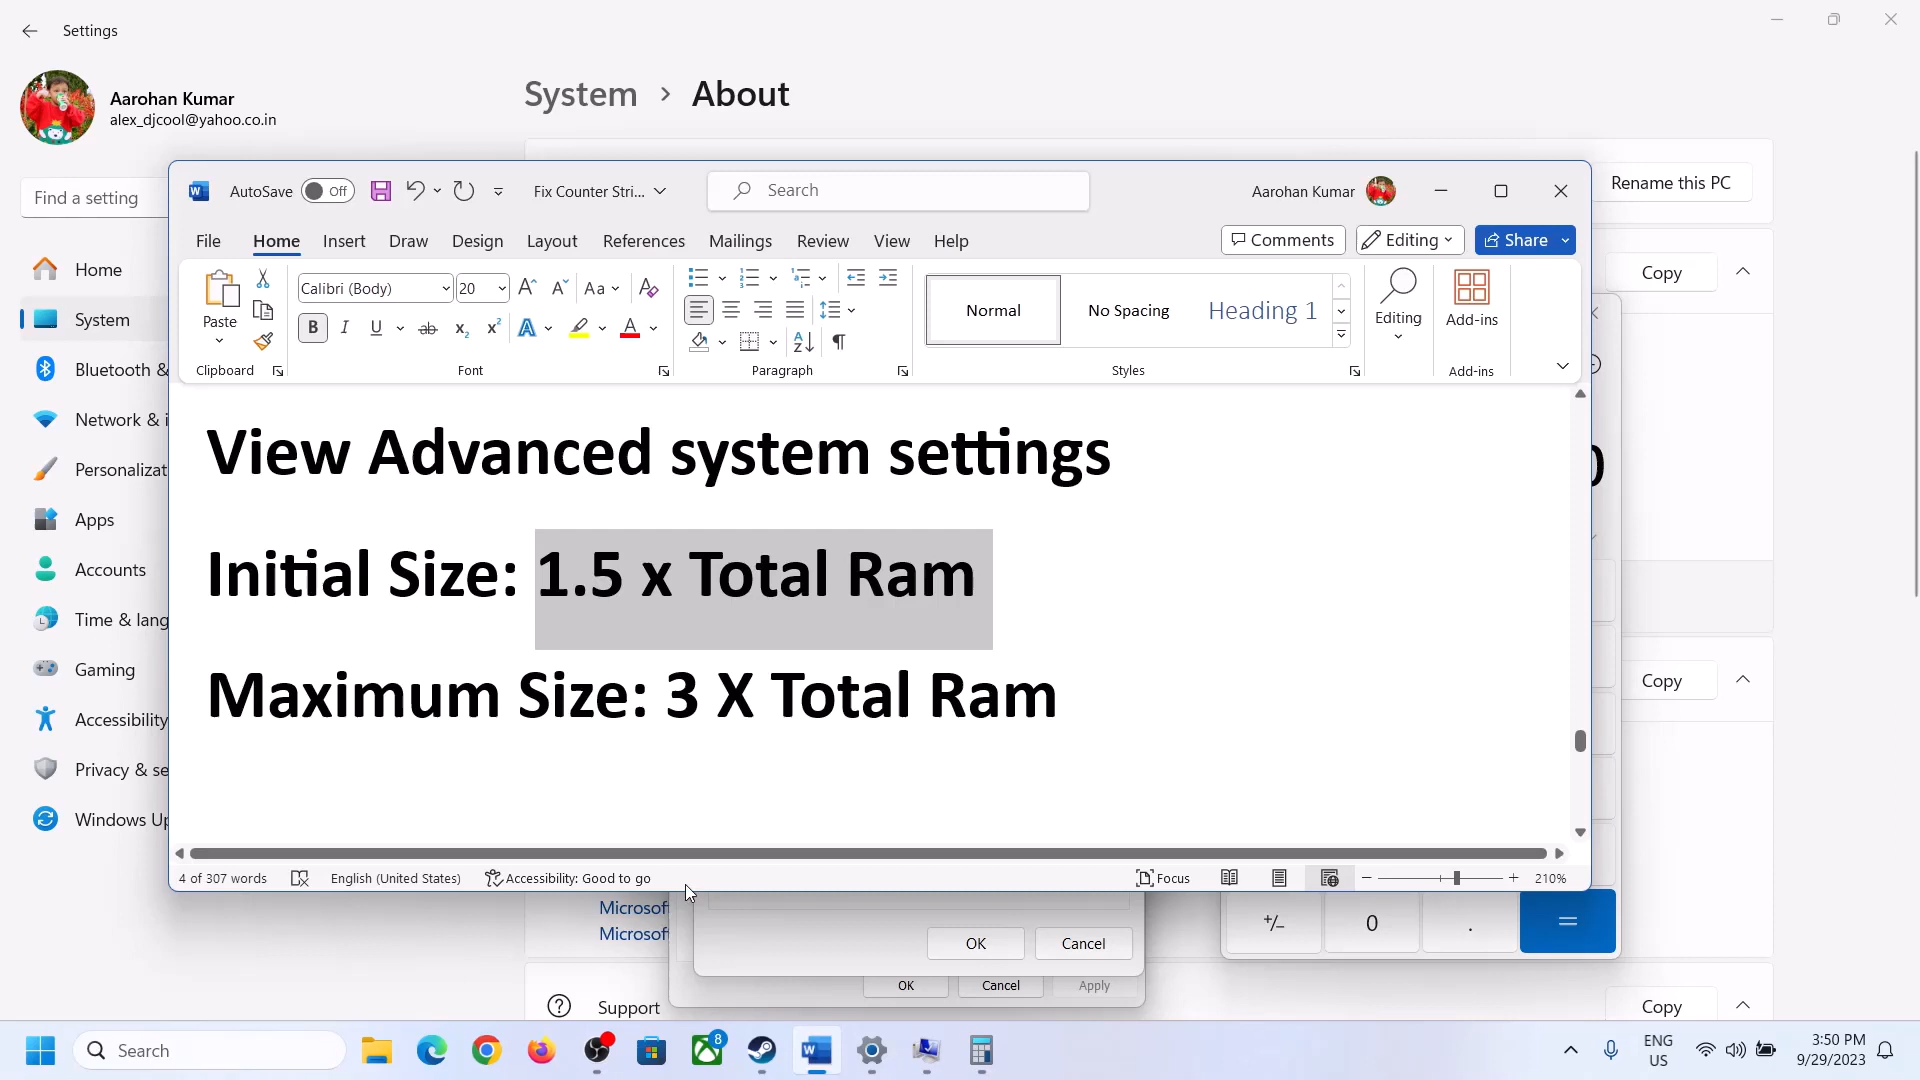 Settings
Aarohan Kumar
alex_djcool@yahoo.co.in
System > About
Find a setting
Rename this PC
AutoSave Off
Fix Counter Stri...
Search
Aarohan Kumar
File Home Insert Draw Design Layout References Mailings Review View Help
Comments Editing Share
Home
Copy
Calibri (Body) 20
Paste
Normal
No Spacing
Heading 1
Editing
Add-ins
System
Clipboard
Font
Paragraph
Styles
Add-ins
Bluetooth &
Network & i
Personalizat
Apps
Accounts
Time & lang
Gaming
Accessibility
Privacy & se
Windows Up
View Advanced system settings
Initial Size: 1.5 x Total Ram
Maximum Size: 3 X Total Ram
Copy
4 of 307 words
English (United States)
Accessibility: Good to go
Focus
210%
Microsof
Microsof
OK
Cancel
OK
Cancel
Apply
+/−
0
.
=
Support
Copy
Search
8
ENG
US
3:50 PM
9/29/2023